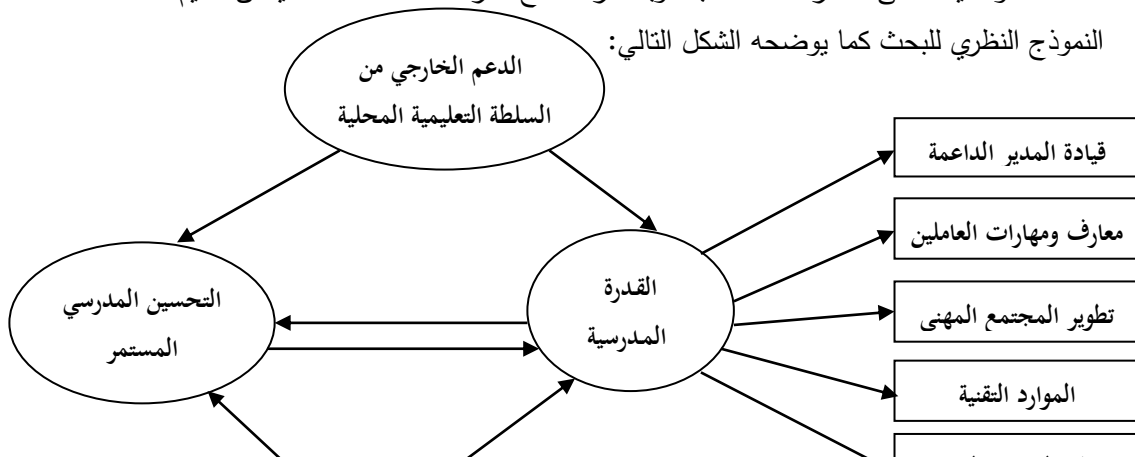 النموذج النظري للبحث كما يوضحه الشكل التالي:
الدعم الخارجي من
السلطة التعليمية المحلية
قيادة المدير الداعمة
معارف ومهارات العاملين
القدرة
المدرسية
التحسين المدرسي
المستمر
تطوير المجتمع المهنى
الموارد التقنية